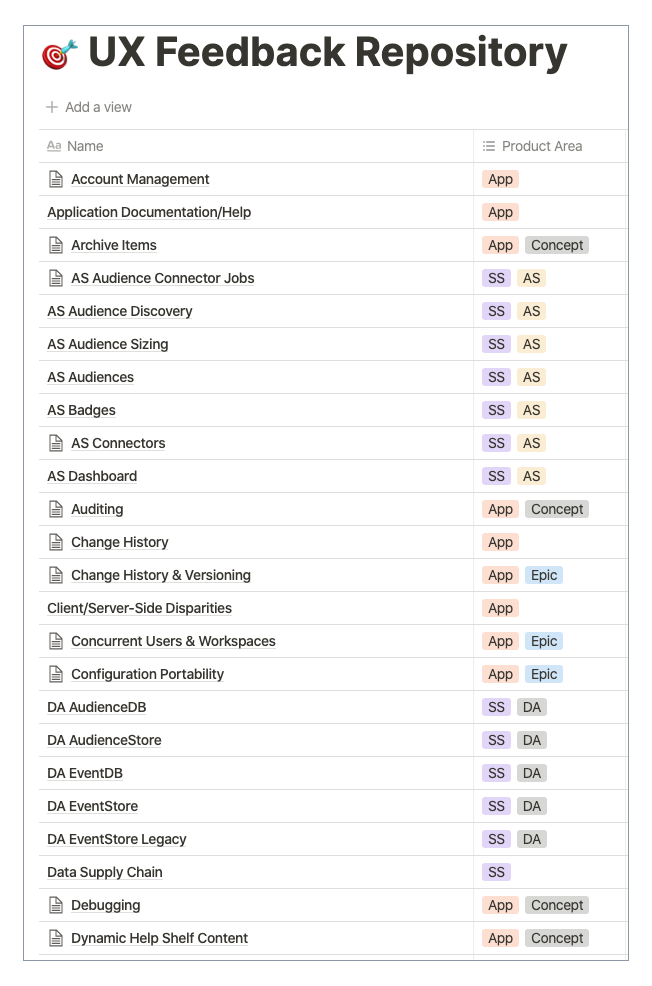 UX Feedback Repository
Add a view
Aa Name Product Area
Account Management App
Application Documentation/Help App
Archive Items App Concept
AS Audience Connector Jobs SS AS
AS Audience Discovery SS AS
AS Audience Sizing SS AS
AS Audiences SS AS
AS Badges SS AS
AS Connectors SS AS
AS Dashboard SS AS
Auditing App Concept
Change History App
Change History & Versioning App Epic
Client/Server-Side Disparities App
Concurrent Users & Workspaces App Epic
Configuration Portability App Epic
DA AudienceDB SS DA
DA AudienceStore SS DA
DA EventDB SS DA
DA EventStore SS DA
DA EventStore Legacy SS DA
Data Supply Chain SS
Debugging App Concept
Dynamic Help Shelf Content App Concept